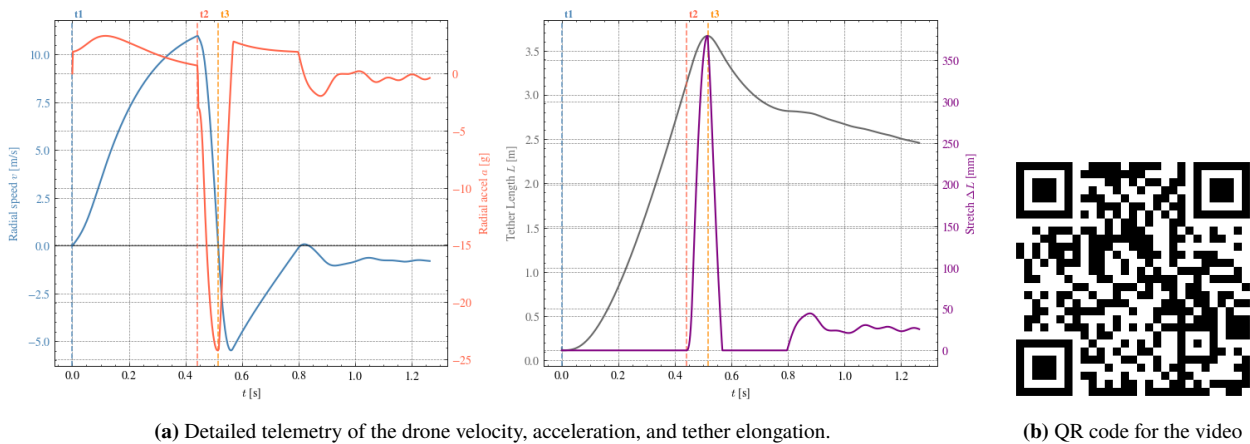 t1 t2 t3
10.0
7.5
5.0
2.5
0.0
−2.5
−5.0
Radial speed v [m/s]
0.0 0.2 0.4 0.6 0.8 1.0 1.2
t [s]
0
−5
−10
−15
−20
−25
Radial accel a [g]
t1 t2 t3
3.5
3.0
2.5
2.0
1.5
1.0
0.5
0.0
Tether Length L [m]
0.0 0.2 0.4 0.6 0.8 1.0 1.2
t [s]
350
300
250
200
150
100
50
0
Stretch Δ L [mm]
(a) Detailed telemetry of the drone velocity, acceleration, and tether elongation.
(b) QR code for the video